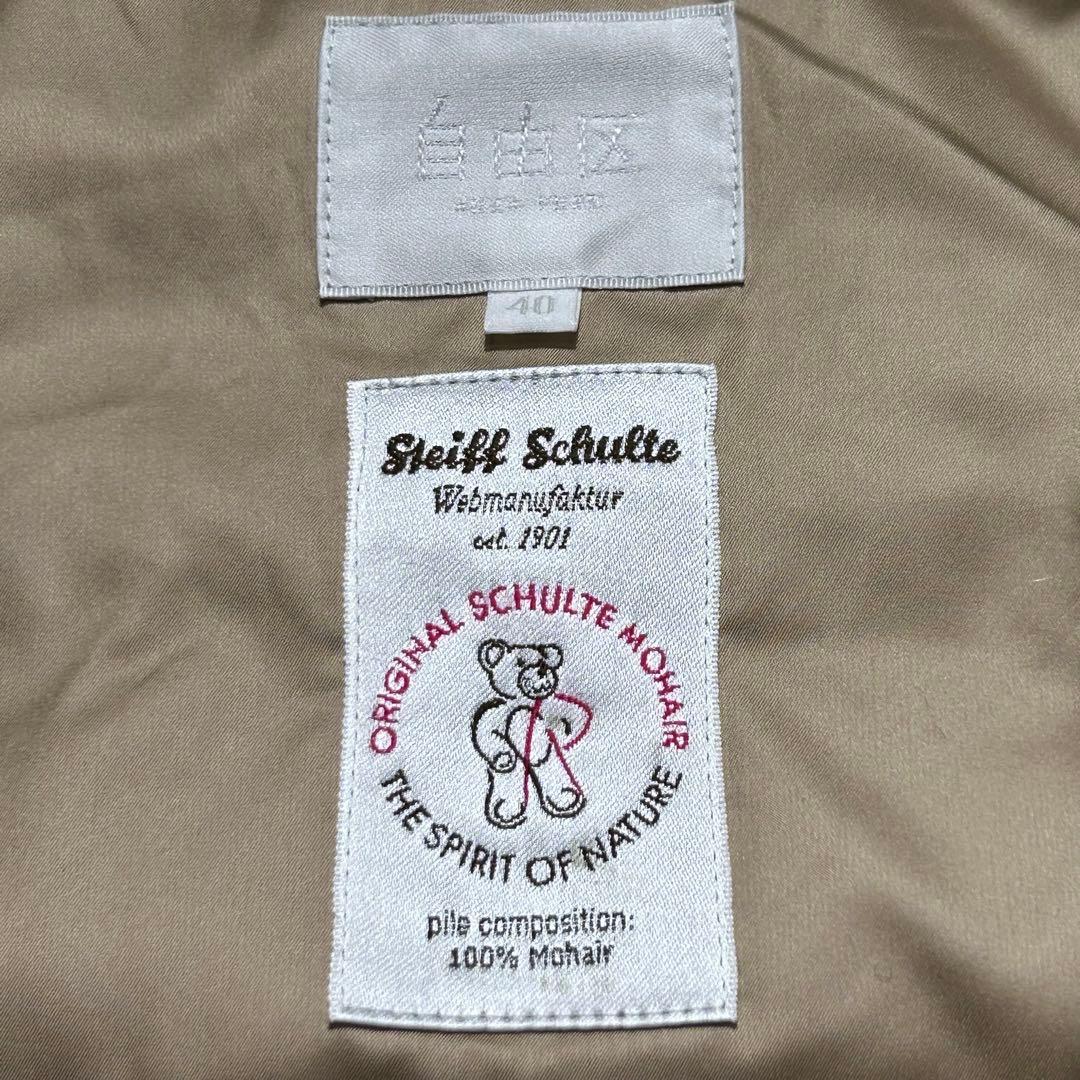 自由区
40
Steiff Schulte
Webmanufaktur
est. 1901
ORIGINAL SCHULTE MOHAIR
THE SPIRIT OF NATURE
pile composition:
100% Mohair